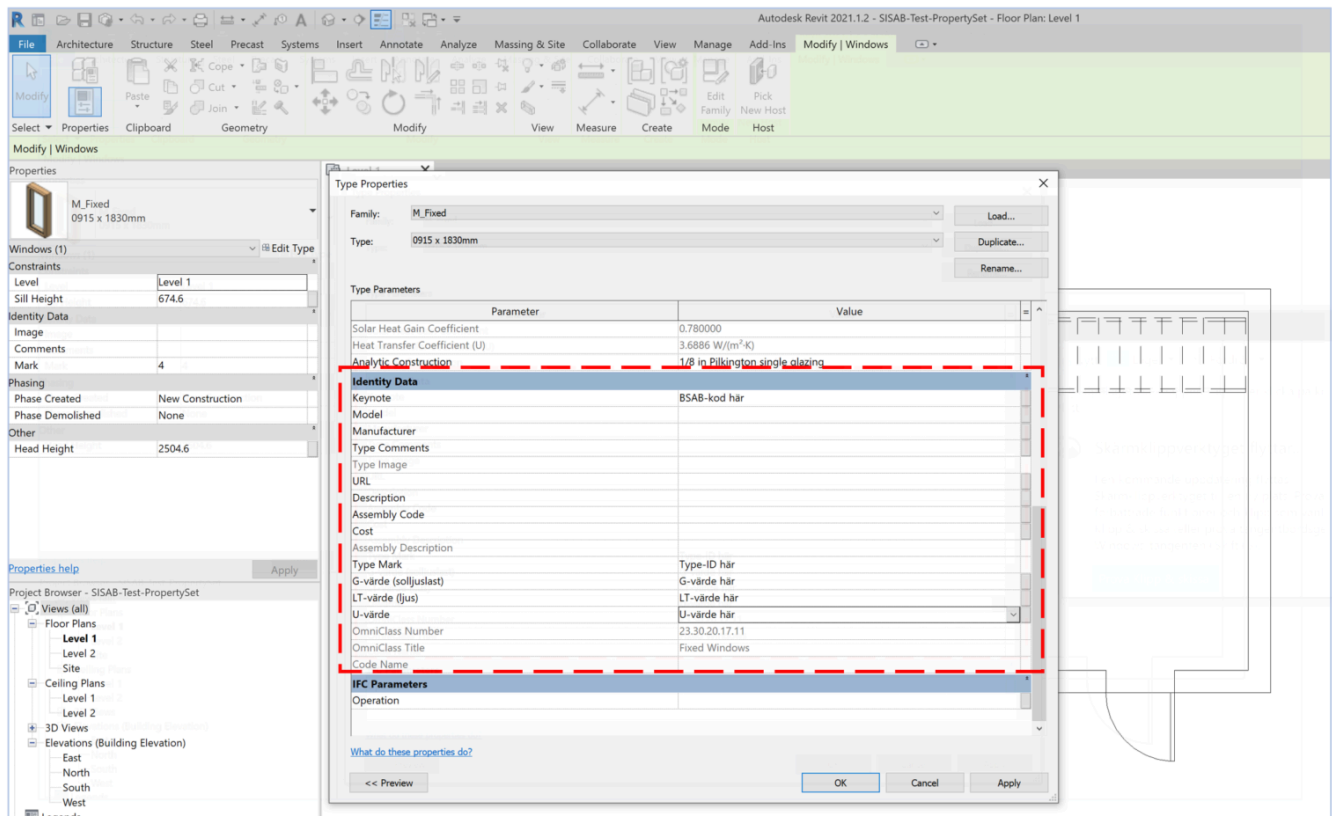 Autodesk Revit 2021.1.2 - SISAB-Test-PropertySet - Floor Plan: Level 1
File Architecture Structure Steel Precast Systems Insert Annotate Analyze Massing & Site Collaborate View Manage Add-Ins Modify | Windows
Modify Paste Cope Cut Join Edit Family Pick New Host
Select Properties Clipboard Geometry Modify View Measure Create Mode Host
Modify | Windows
Properties
M_Fixed
0915 x 1830mm
Windows (1) Edit Type
Constraints
Level Level 1
Sill Height 674.6
Identity Data
Image
Comments
Mark 4
Phasing
Phase Created New Construction
Phase Demolished None
Other
Head Height 2504.6
Properties help Apply
Project Browser - SISAB-Test-PropertySet
Views (all)
Floor Plans
Level 1
Level 2
Site
Ceiling Plans
Level 1
Level 2
3D Views
Elevations (Building Elevation)
East
North
South
West
Level 1
Type Properties
Family: M_Fixed Load...
Type: 0915 x 1830mm Duplicate...
Rename...
Type Parameters
Parameter Value =
Solar Heat Gain Coefficient 0.780000
Heat Transfer Coefficient (U) 3.6886 W/(m²·K)
Analytic Construction 1/8 in Pilkington single glazing
Identity Data
Keynote BSAB-kod här
Model
Manufacturer
Type Comments
Type Image
URL
Description
Assembly Code
Cost
Assembly Description
Type Mark Type-ID här
G-värde (solljuslast) G-värde här
LT-värde (ljus) LT-värde här
U-värde U-värde här
OmniClass Number 23.30.20.17.11
OmniClass Title Fixed Windows
Code Name
IFC Parameters
Operation
What do these properties do?
<< Preview OK Cancel Apply